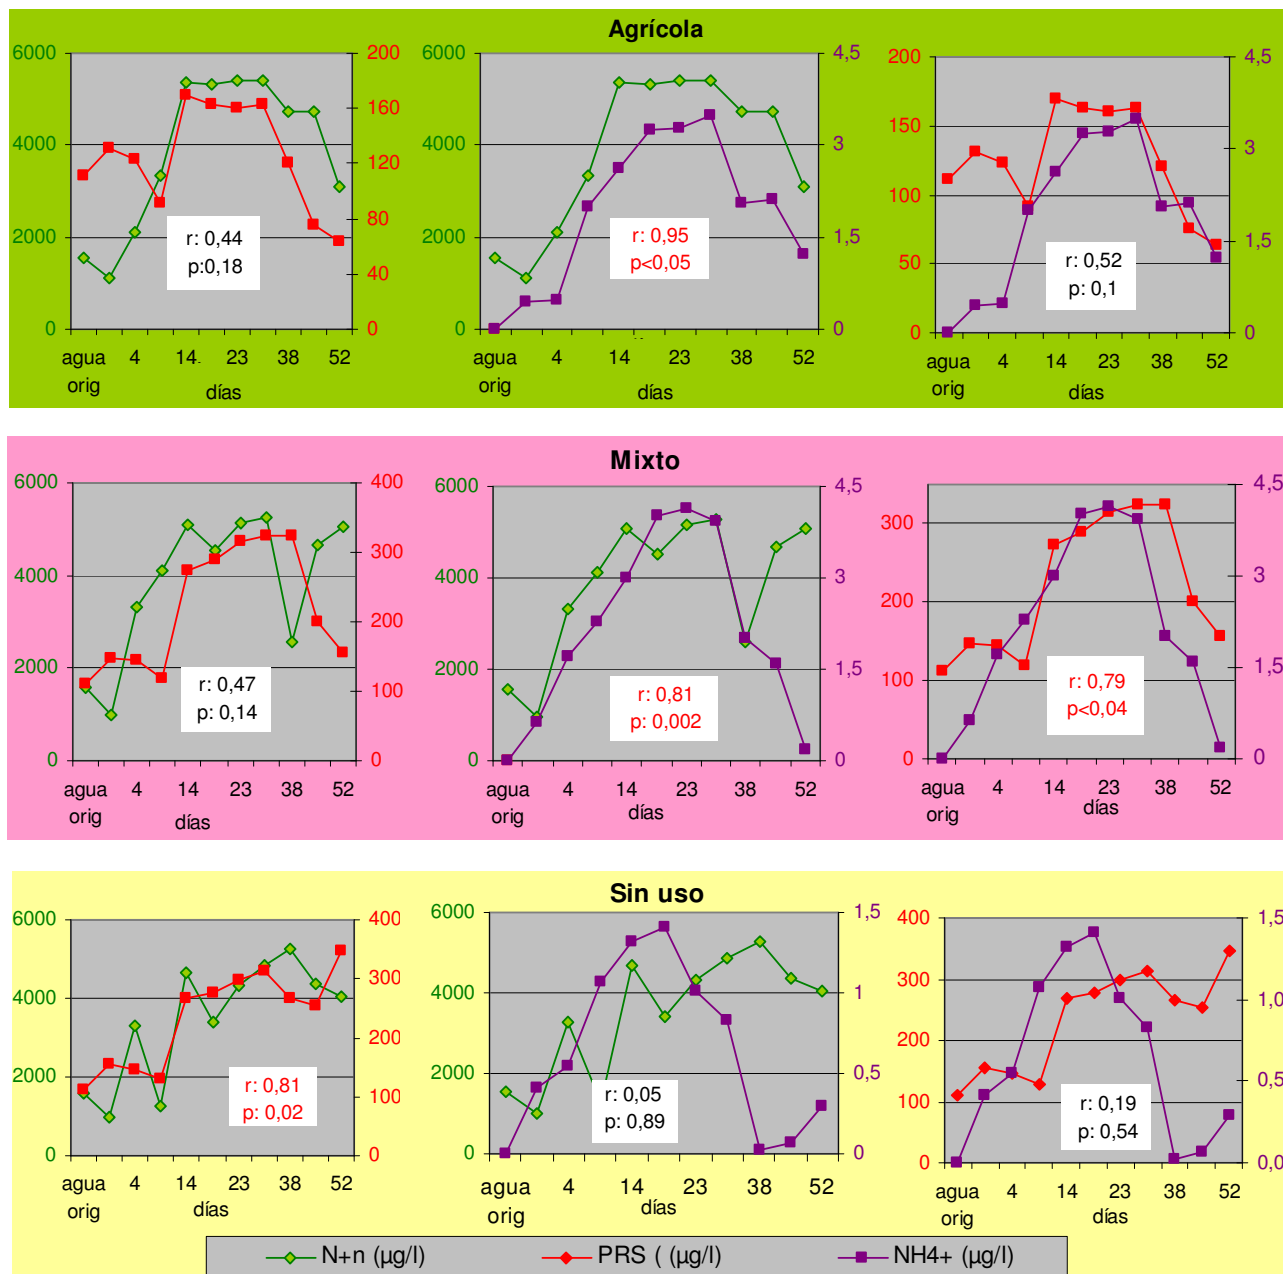 Agrícola
6000
4000
2000
0
200
160
120
80
40
0
r: 0,44
p:0,18
agua
orig
4
14
23
38
52
días
6000
4000
2000
0
4,5
3
1,5
0
r: 0,95
p<0,05
agua
orig
4
14
23
38
52
días
200
150
100
50
0
4,5
3
1,5
0
r: 0,52
p: 0,1
agua
orig
4
14
23
38
52
días
Mixto
6000
4000
2000
0
400
300
200
100
0
r: 0,47
p: 0,14
agua
orig
4
14
23
38
52
días
6000
4000
2000
0
4,5
3
1,5
0
r: 0,81
p: 0,002
agua
orig
4
14
23
38
52
días
300
200
100
0
4,5
3
1,5
0
r: 0,79
p<0,04
agua
orig
4
14
23
38
52
días
Sin uso
6000
4000
2000
0
400
300
200
100
0
r: 0,81
p: 0,02
agua
orig
4
14
23
38
52
días
6000
4000
2000
0
1,5
1
0,5
0
r: 0,05
p: 0,89
agua
orig
4
14
23
38
52
días
400
300
200
100
0
1,5
1,0
0,5
0,0
r: 0,19
p: 0,54
agua
orig
4
14
23
38
52
días
N+n (µg/l)
PRS ( (µg/l)
NH4+ (µg/l)